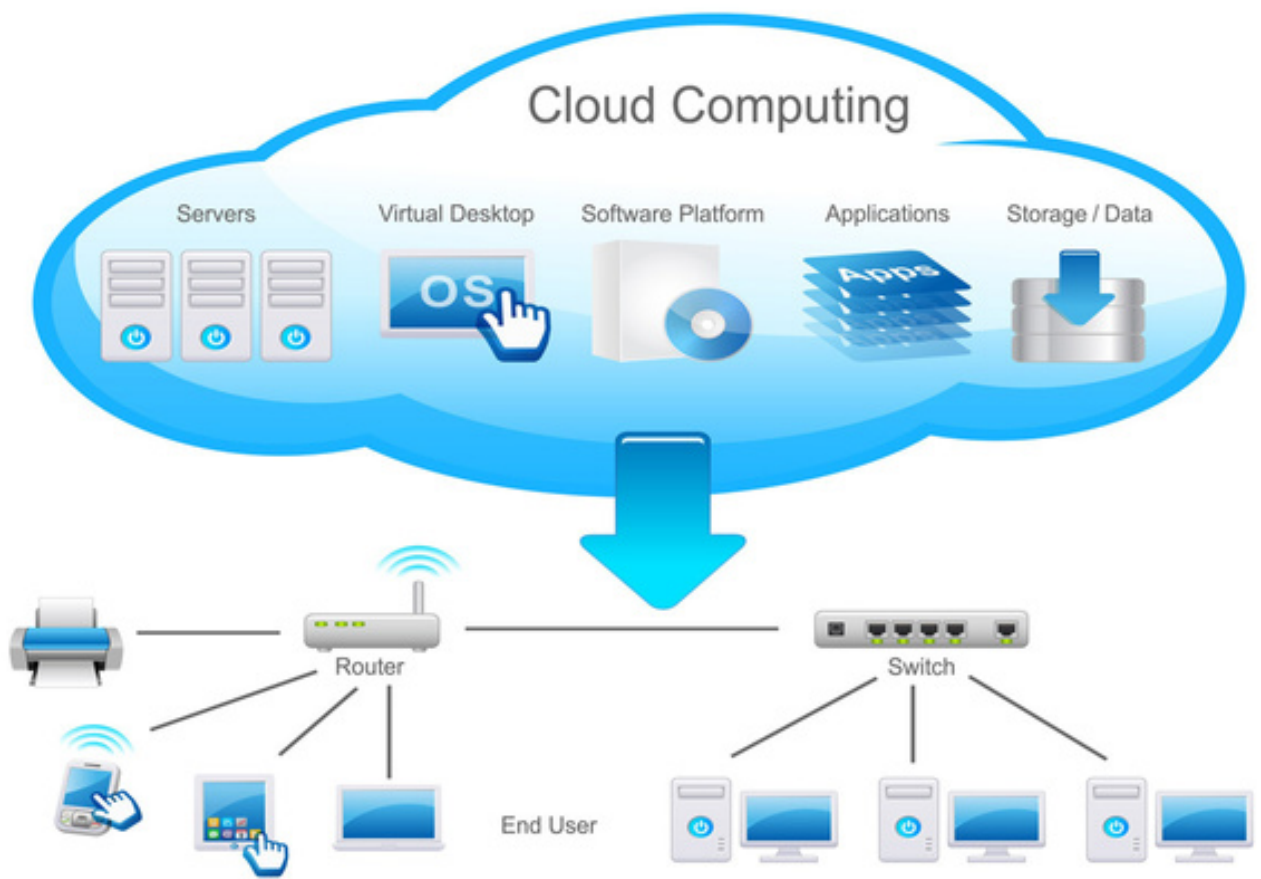 Cloud Computing
Servers
Virtual Desktop
Software Platform
Applications
Storage / Data
OS
Apps
Router
Switch
End User